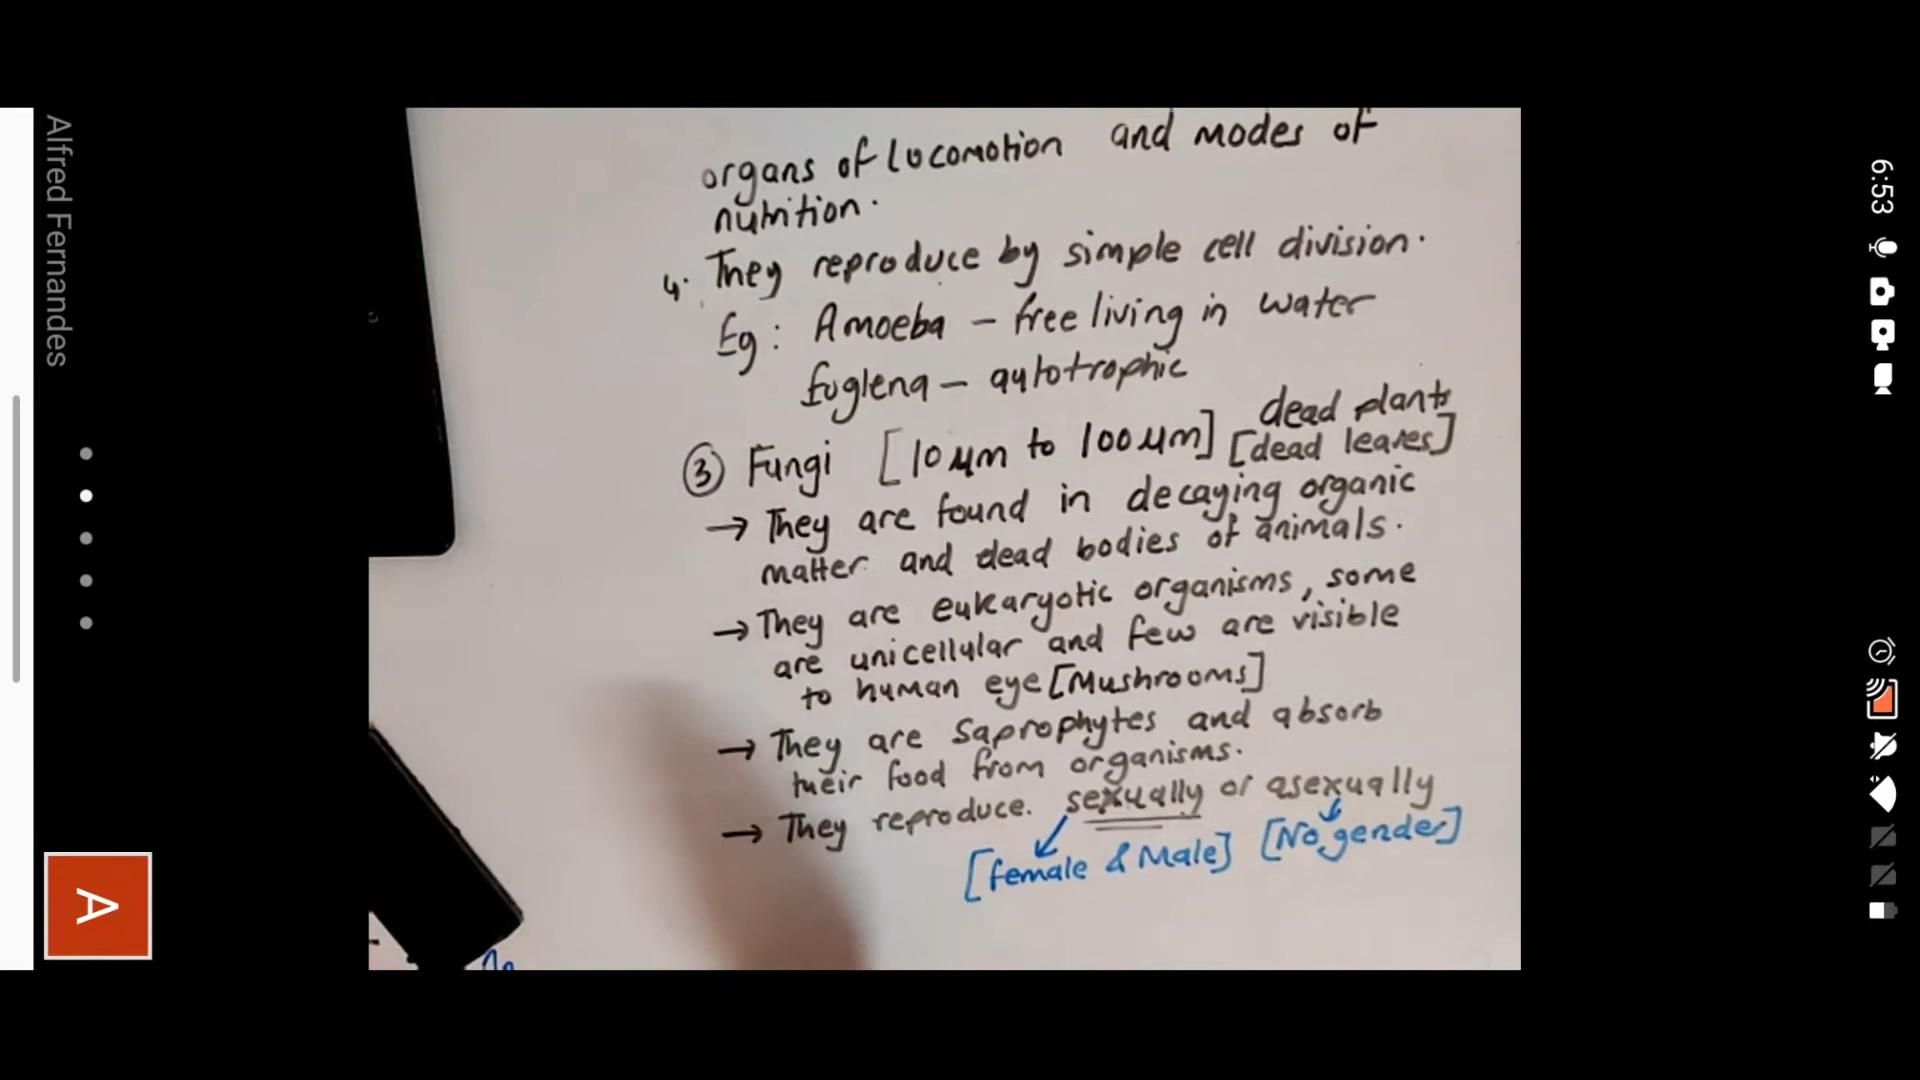 organs of locomotion and modes of
nutrition.
4. They reproduce by simple cell division.
Eg: Amoeba - free living in water
Euglena - autotrophic
dead plants
③ Fungi [10 μm to 100 μm] [dead leaves]
→ They are found in decaying organic
matter and dead bodies of animals.
→ They are eukaryotic organisms, some
are unicellular and few are visible
to human eye [Mushrooms]
→ They are Saprophytes and absorb
their food from organisms.
→ They reproduce. sexually or asexually
[female & Male] [No gender]
Alfred Fernandes
A
6:53